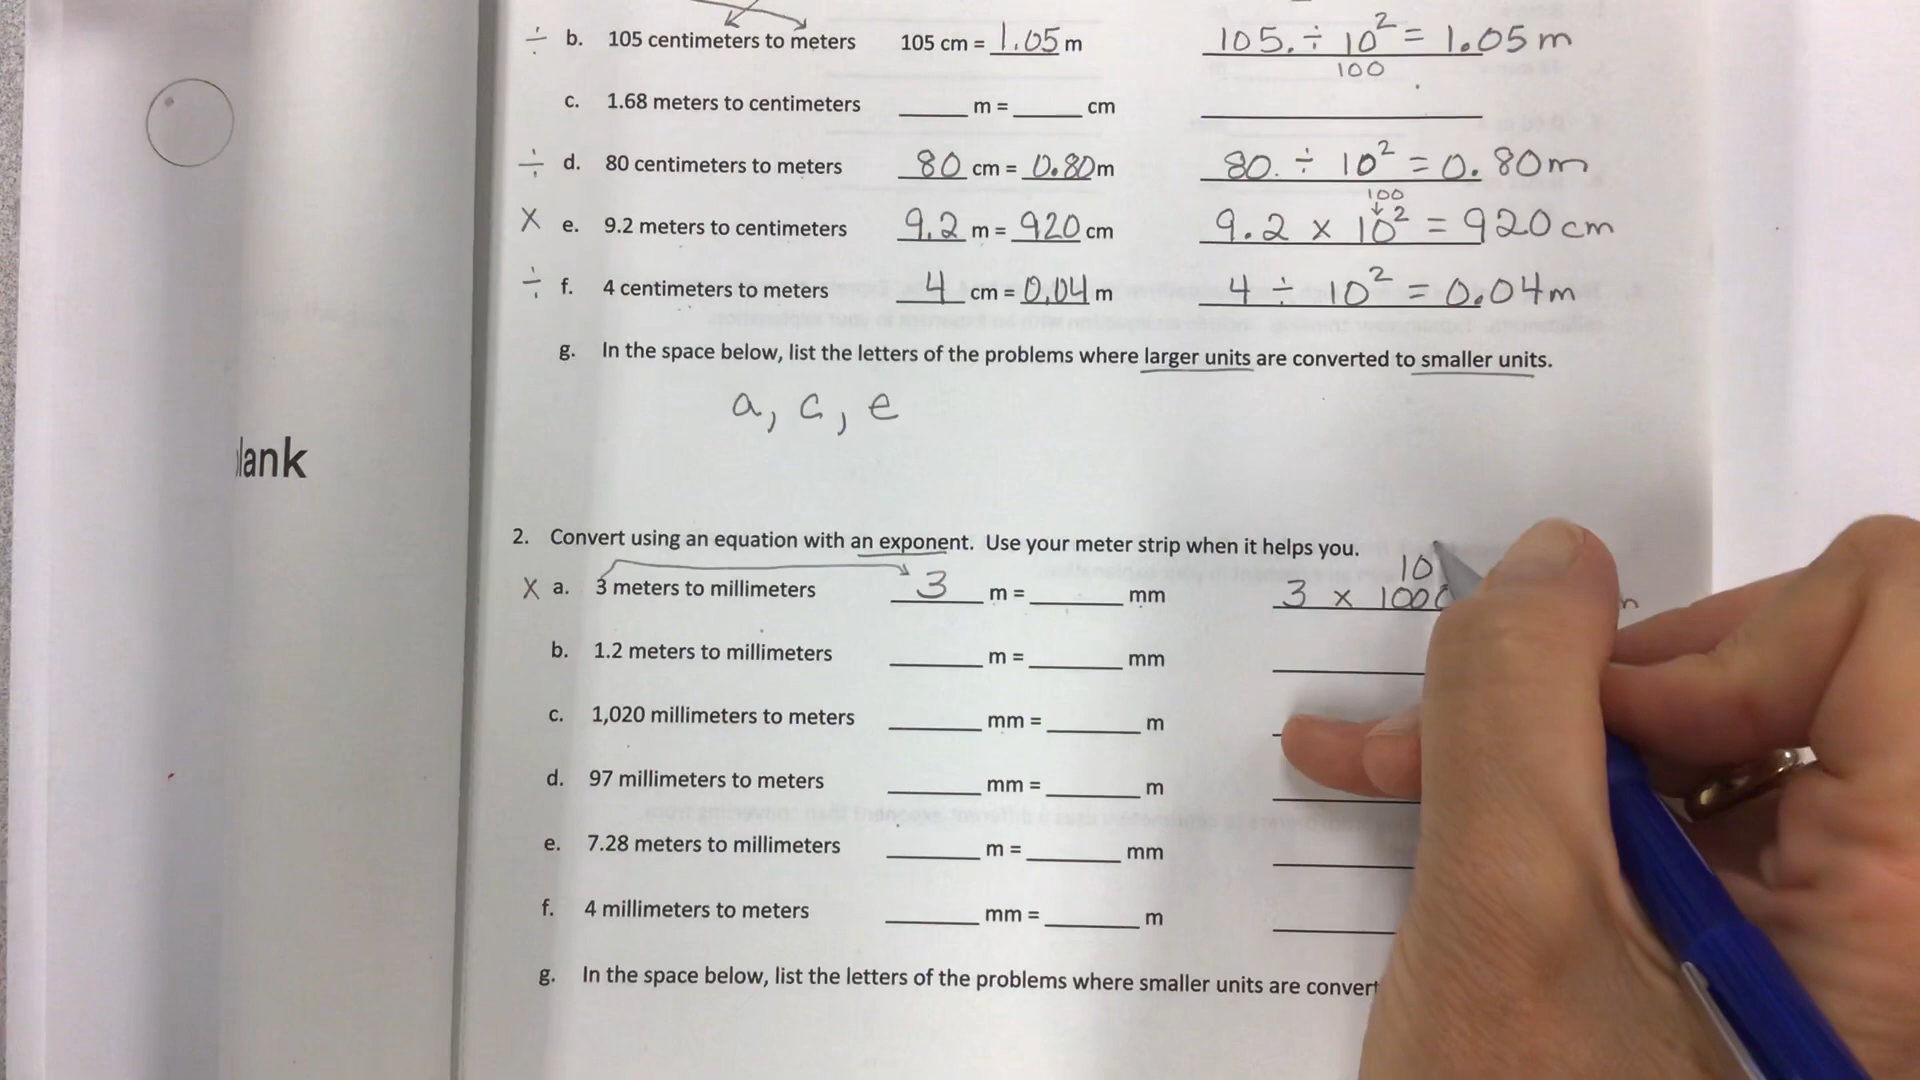 ÷ b. 105 centimeters to meters 105 cm = 1.05 m 105. ÷ 10² = 1.05 m
100
c. 1.68 meters to centimeters ______ m = ______ cm
÷ d. 80 centimeters to meters 80 cm = 0.80 m 80. ÷ 10² = 0.80 m
100
X e. 9.2 meters to centimeters 9.2 m = 920 cm 9.2 x 10² = 920 cm
÷ f. 4 centimeters to meters 4 cm = 0.04 m 4 ÷ 10² = 0.04 m
g. In the space below, list the letters of the problems where larger units are converted to smaller units.
a, c, e
lank
2. Convert using an equation with an exponent. Use your meter strip when it helps you.
10
X a. 3 meters to millimeters 3 m = ______ mm 3 x 1000
b. 1.2 meters to millimeters ______ m = ______ mm
c. 1,020 millimeters to meters ______ mm = ______ m
d. 97 millimeters to meters ______ mm = ______ m
e. 7.28 meters to millimeters ______ m = ______ mm
f. 4 millimeters to meters ______ mm = ______ m
g. In the space below, list the letters of the problems where smaller units are convert